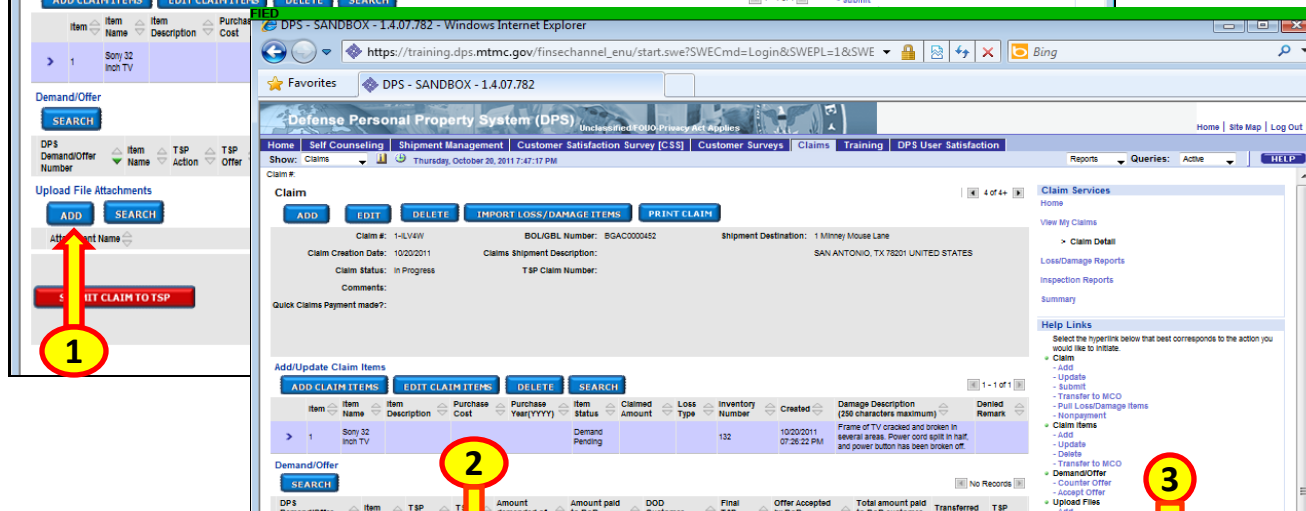 ADD CLAIM ITEMS EDIT CLAIM ITEMS DELETE SEARCH
- Submit
Item Item Name Item Description Purchase Cost
1 Sony 32 Inch TV
Demand/Offer
SEARCH
DPS Demand/Offer Number Item Name TSP Action TSP Offer
Upload File Attachments
ADD SEARCH
Name
CLAIM TO TSP
1
FIED
DPS - SANDBOX - 1.4.07.782 - Windows Internet Explorer
https://training.dps.mtmc.gov/finsechannel_enu/start.swe?SWECmd=Login&SWEPL=1&SWE
Bing
Favorites DPS - SANDBOX - 1.4.07.782
Defense Personal Property System (DPS) Unclassified FOUO-Privacy Act Applies
Home | Site Map | Log Out
Home Self Counseling Shipment Management Customer Satisfaction Survey [CSS] Customer Surveys Claims Training DPS User Satisfaction
Show: Claims Thursday, October 20, 2011 7:47:17 PM Reports Queries: Active HELP
Claim #:
Claim 4 of 4+
ADD EDIT DELETE IMPORT LOSS/DAMAGE ITEMS PRINT CLAIM
Claim #: 1-ILV4W BOL/GBL Number: BGAC0000452 Shipment Destination: 1 Minney Mouse Lane
Claim Creation Date: 10/20/2011 Claims Shipment Description: SAN ANTONIO, TX 78201 UNITED STATES
Claim Status: In Progress TSP Claim Number:
Comments:
Quick Claims Payment made?:
Add/Update Claim Items
ADD CLAIM ITEMS EDIT CLAIM ITEMS DELETE SEARCH 1 - 1 of 1
Item Item Name Item Description Purchase Cost Purchase Year(YYYY) Item Status Claimed Amount Loss Type Inventory Number Created Damage Description (250 characters maximum) Denied Remark
1 Sony 32 Inch TV Demand Pending 132 10/20/2011 07:26:22 PM Frame of TV cracked and broken in several areas. Power cord split in half, and power button has been broken off.
Demand/Offer
2
SEARCH No Records
DPS Item TSP Amount Amount paid DOD Final Offer Accepted Total amount paid Transferred TSP
Claim Services
Home
View My Claims
> Claim Detail
Loss/Damage Reports
Inspection Reports
Summary
Help Links
Select the hyperlink below that best corresponds to the action you would like to initiate.
Claim
- Add
- Update
- Submit
- Transfer to MCO
- Pull Loss/Damage Items
- Nonpayment
Claim Items
- Add
- Update
- Delete
- Transfer to MCO
Demand/Offer
- Counter Offer
- Accept Offer
Upload Files
3